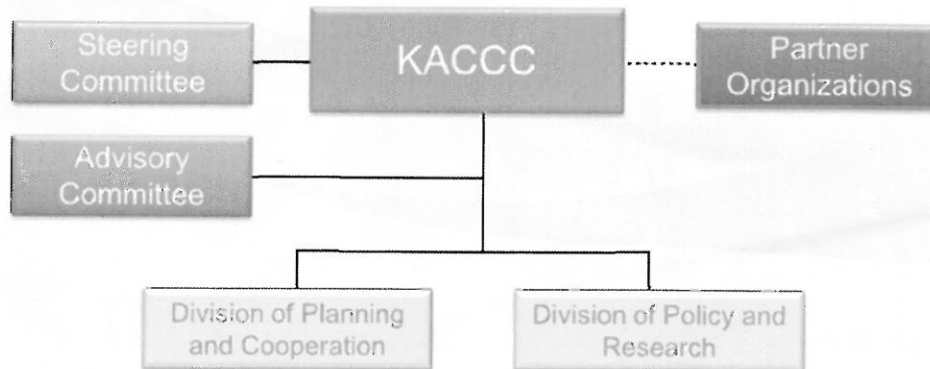 Steering
Committee
KACCC
Partner
Organizations
Advisory
Committee
Division of Planning
and Cooperation
Division of Policy and
Research